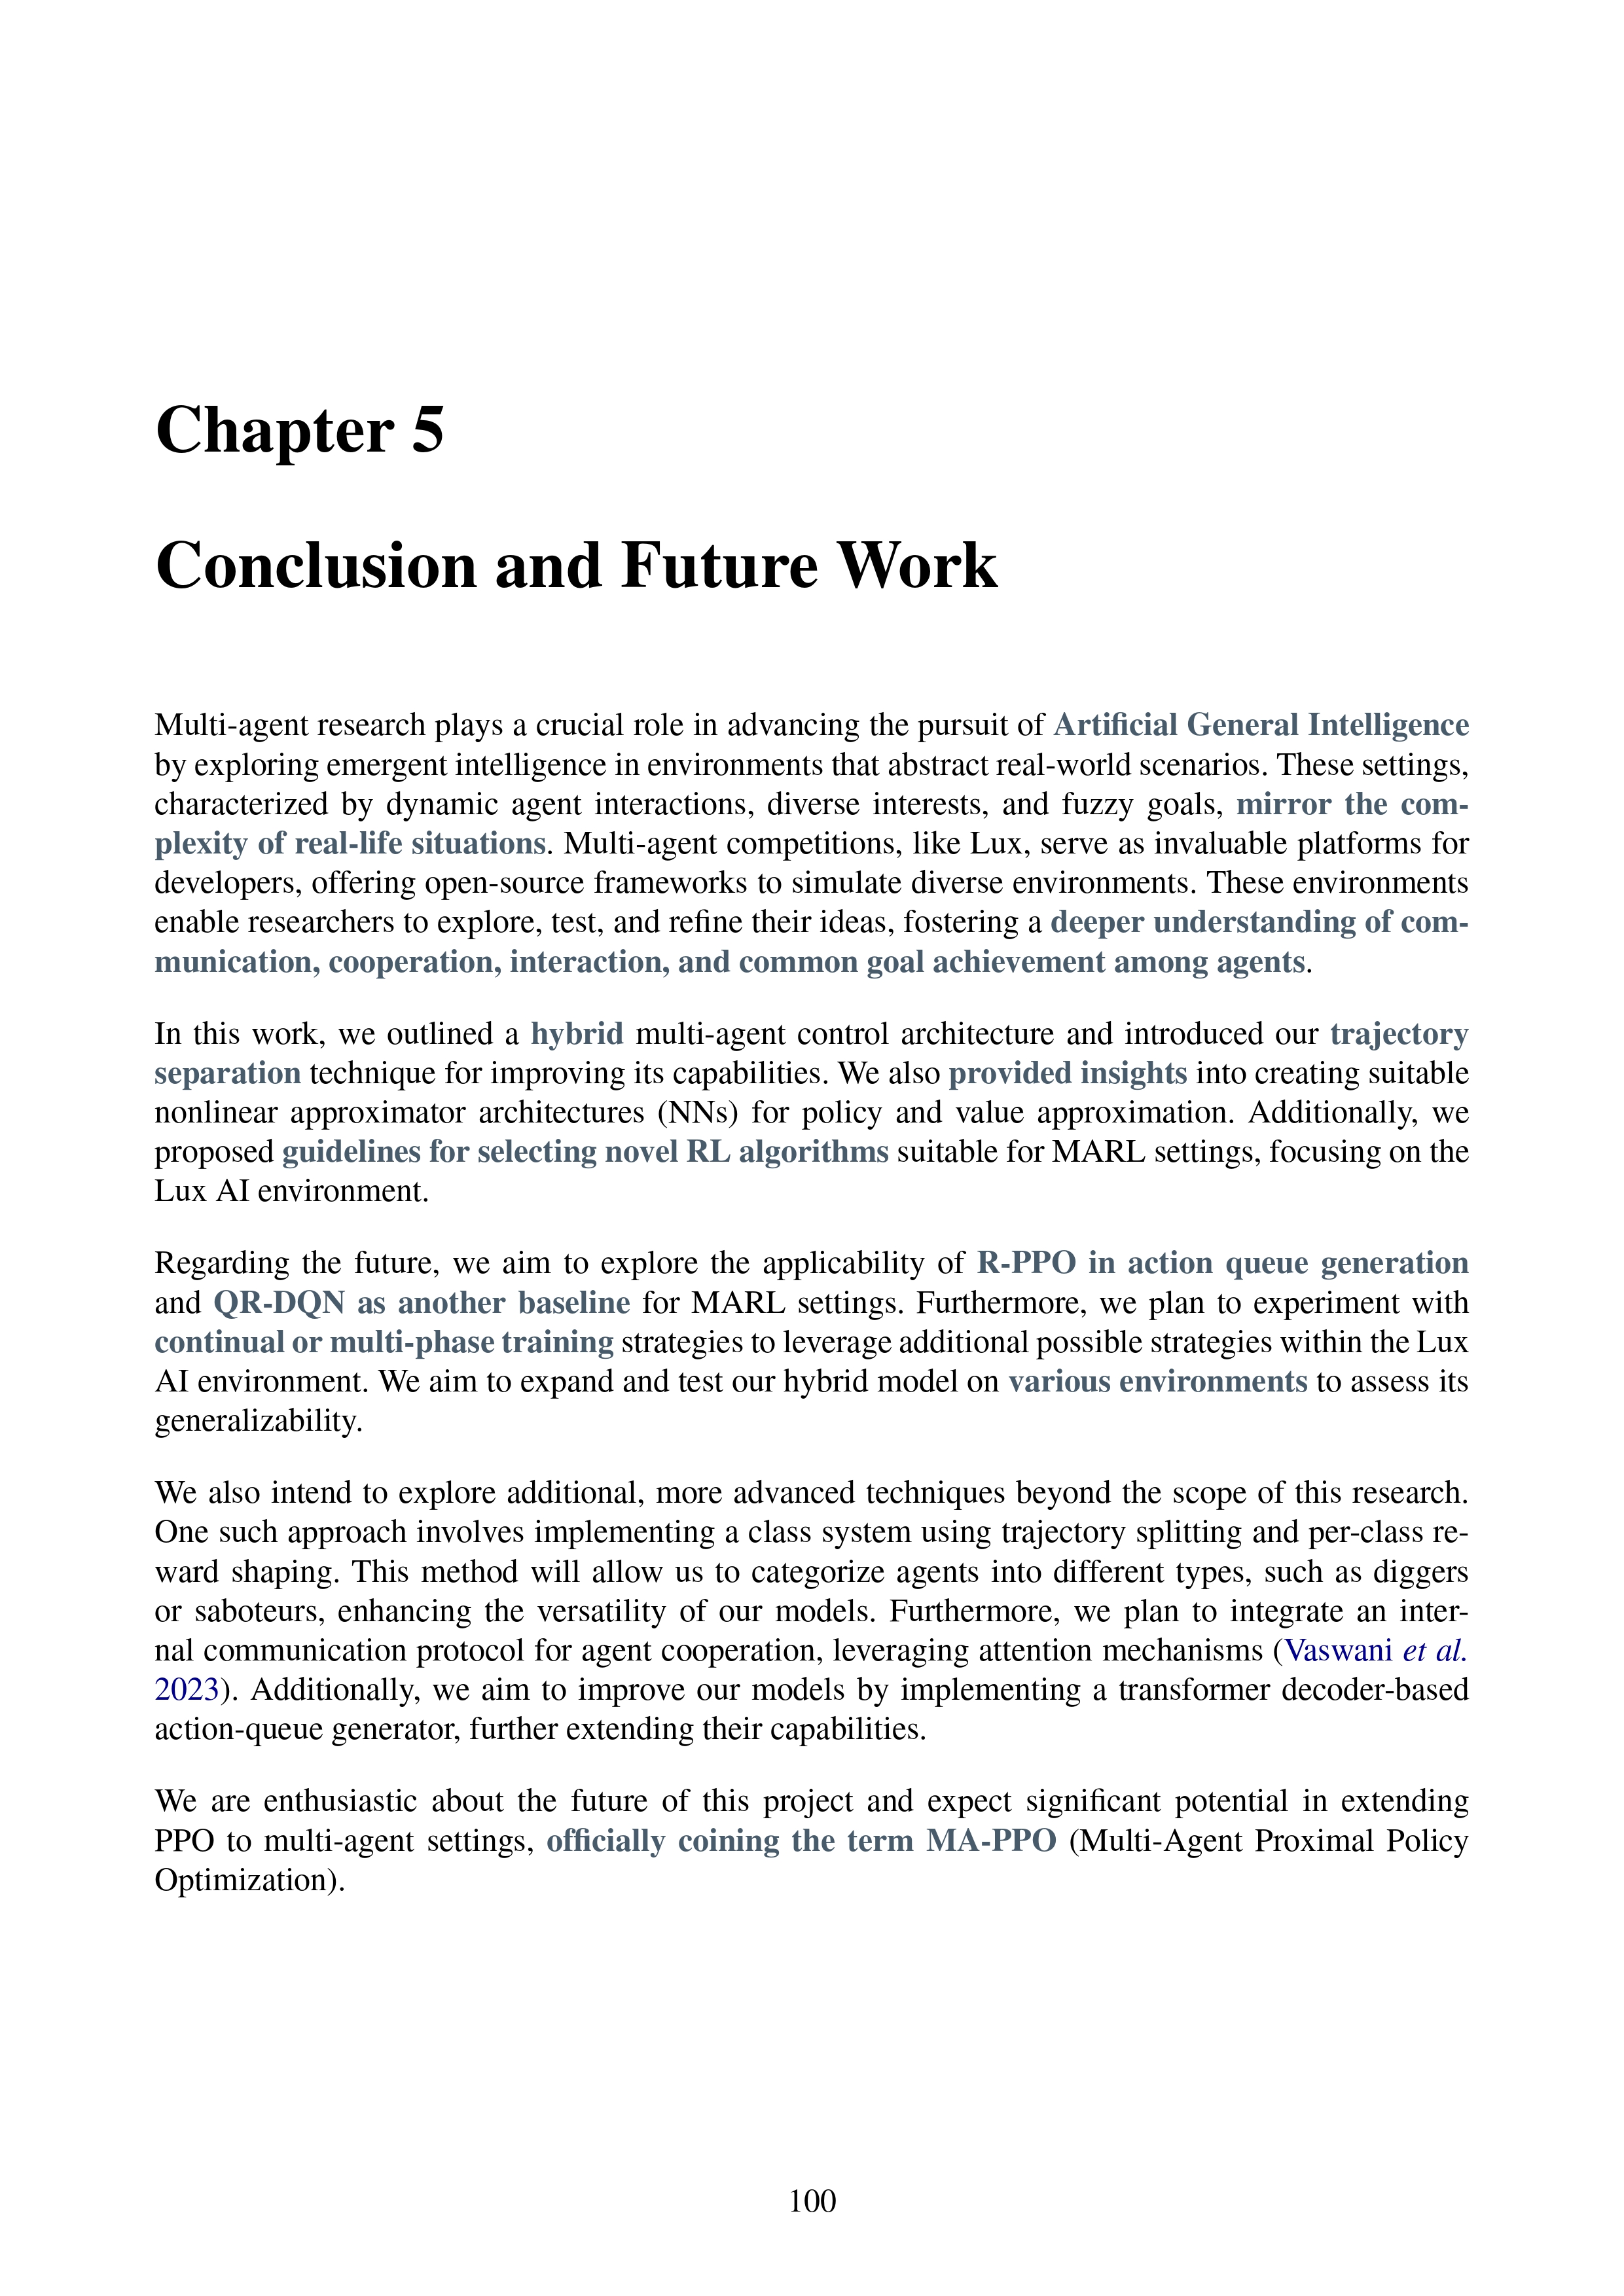 Chapter 5
Conclusion and Future Work
Multi-agent research plays a crucial role in advancing the pursuit of Artificial General Intelligence
by exploring emergent intelligence in environments that abstract real-world scenarios. These settings,
characterized by dynamic agent interactions, diverse interests, and fuzzy goals, mirror the com-
plexity of real-life situations. Multi-agent competitions, like Lux, serve as invaluable platforms for
developers, offering open-source frameworks to simulate diverse environments. These environments
enable researchers to explore, test, and refine their ideas, fostering a deeper understanding of com-
munication, cooperation, interaction, and common goal achievement among agents.
In this work, we outlined a hybrid multi-agent control architecture and introduced our trajectory
separation technique for improving its capabilities. We also provided insights into creating suitable
nonlinear approximator architectures (NNs) for policy and value approximation. Additionally, we
proposed guidelines for selecting novel RL algorithms suitable for MARL settings, focusing on the
Lux AI environment.
Regarding the future, we aim to explore the applicability of R-PPO in action queue generation
and QR-DQN as another baseline for MARL settings. Furthermore, we plan to experiment with
continual or multi-phase training strategies to leverage additional possible strategies within the Lux
AI environment. We aim to expand and test our hybrid model on various environments to assess its
generalizability.
We also intend to explore additional, more advanced techniques beyond the scope of this research.
One such approach involves implementing a class system using trajectory splitting and per-class re-
ward shaping. This method will allow us to categorize agents into different types, such as diggers
or saboteurs, enhancing the versatility of our models. Furthermore, we plan to integrate an inter-
nal communication protocol for agent cooperation, leveraging attention mechanisms (Vaswani et al.
2023). Additionally, we aim to improve our models by implementing a transformer decoder-based
action-queue generator, further extending their capabilities.
We are enthusiastic about the future of this project and expect significant potential in extending
PPO to multi-agent settings, officially coining the term MA-PPO (Multi-Agent Proximal Policy
Optimization).
100